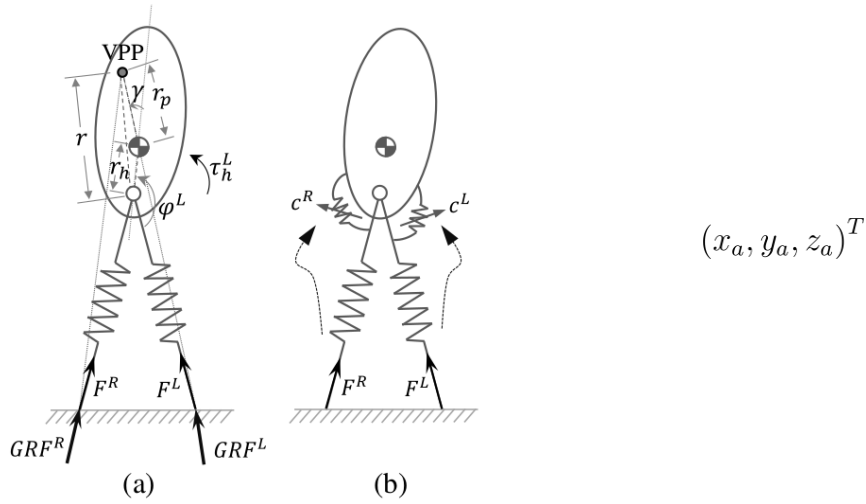 VPP
γ
r_p
r
r_h
τ_h^L
φ^L
F^R
F^L
GRF^R
GRF^L
(a)
c^R
c^L
F^R
F^L
(b)
(x_a, y_a, z_a)^T